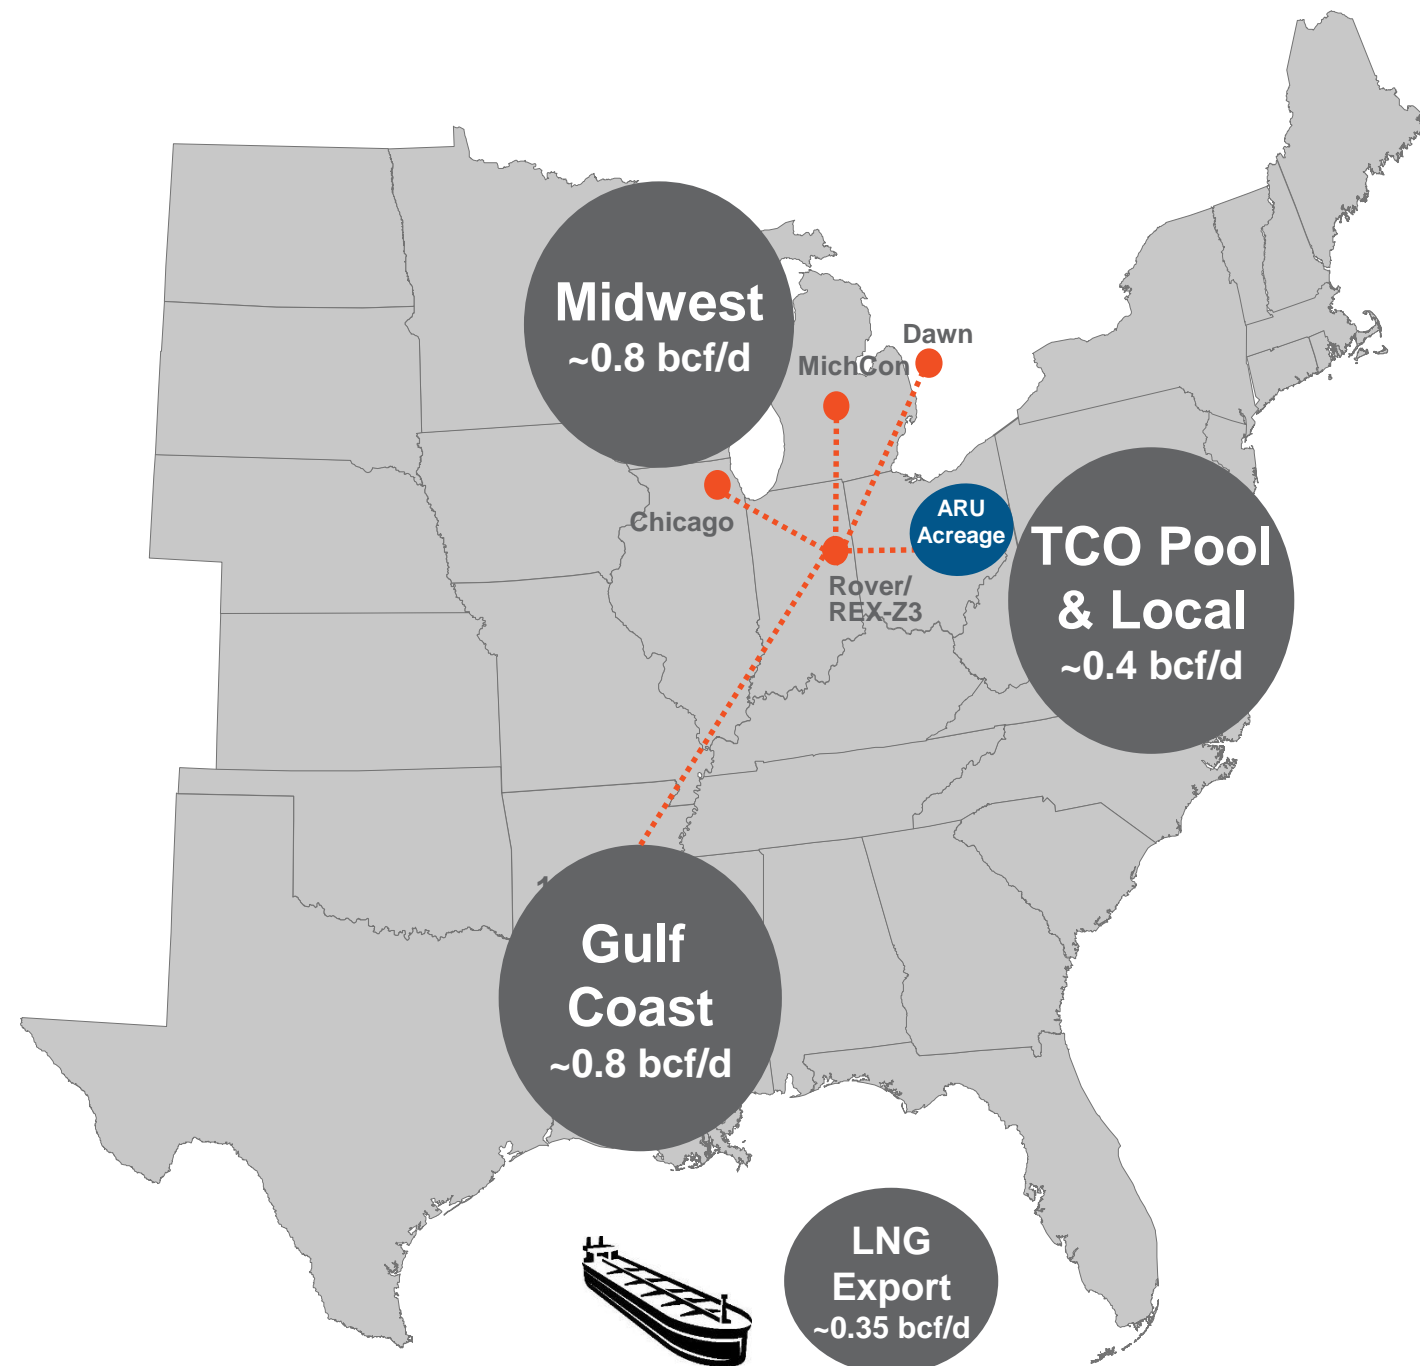 Midwest
~0.8 bcf/d
Dawn
MichCon
Chicago
ARU
Acreage
Rover/
REX-Z3
TCO Pool
& Local
~0.4 bcf/d
Gulf
Coast
~0.8 bcf/d
LNG
Export
~0.35 bcf/d